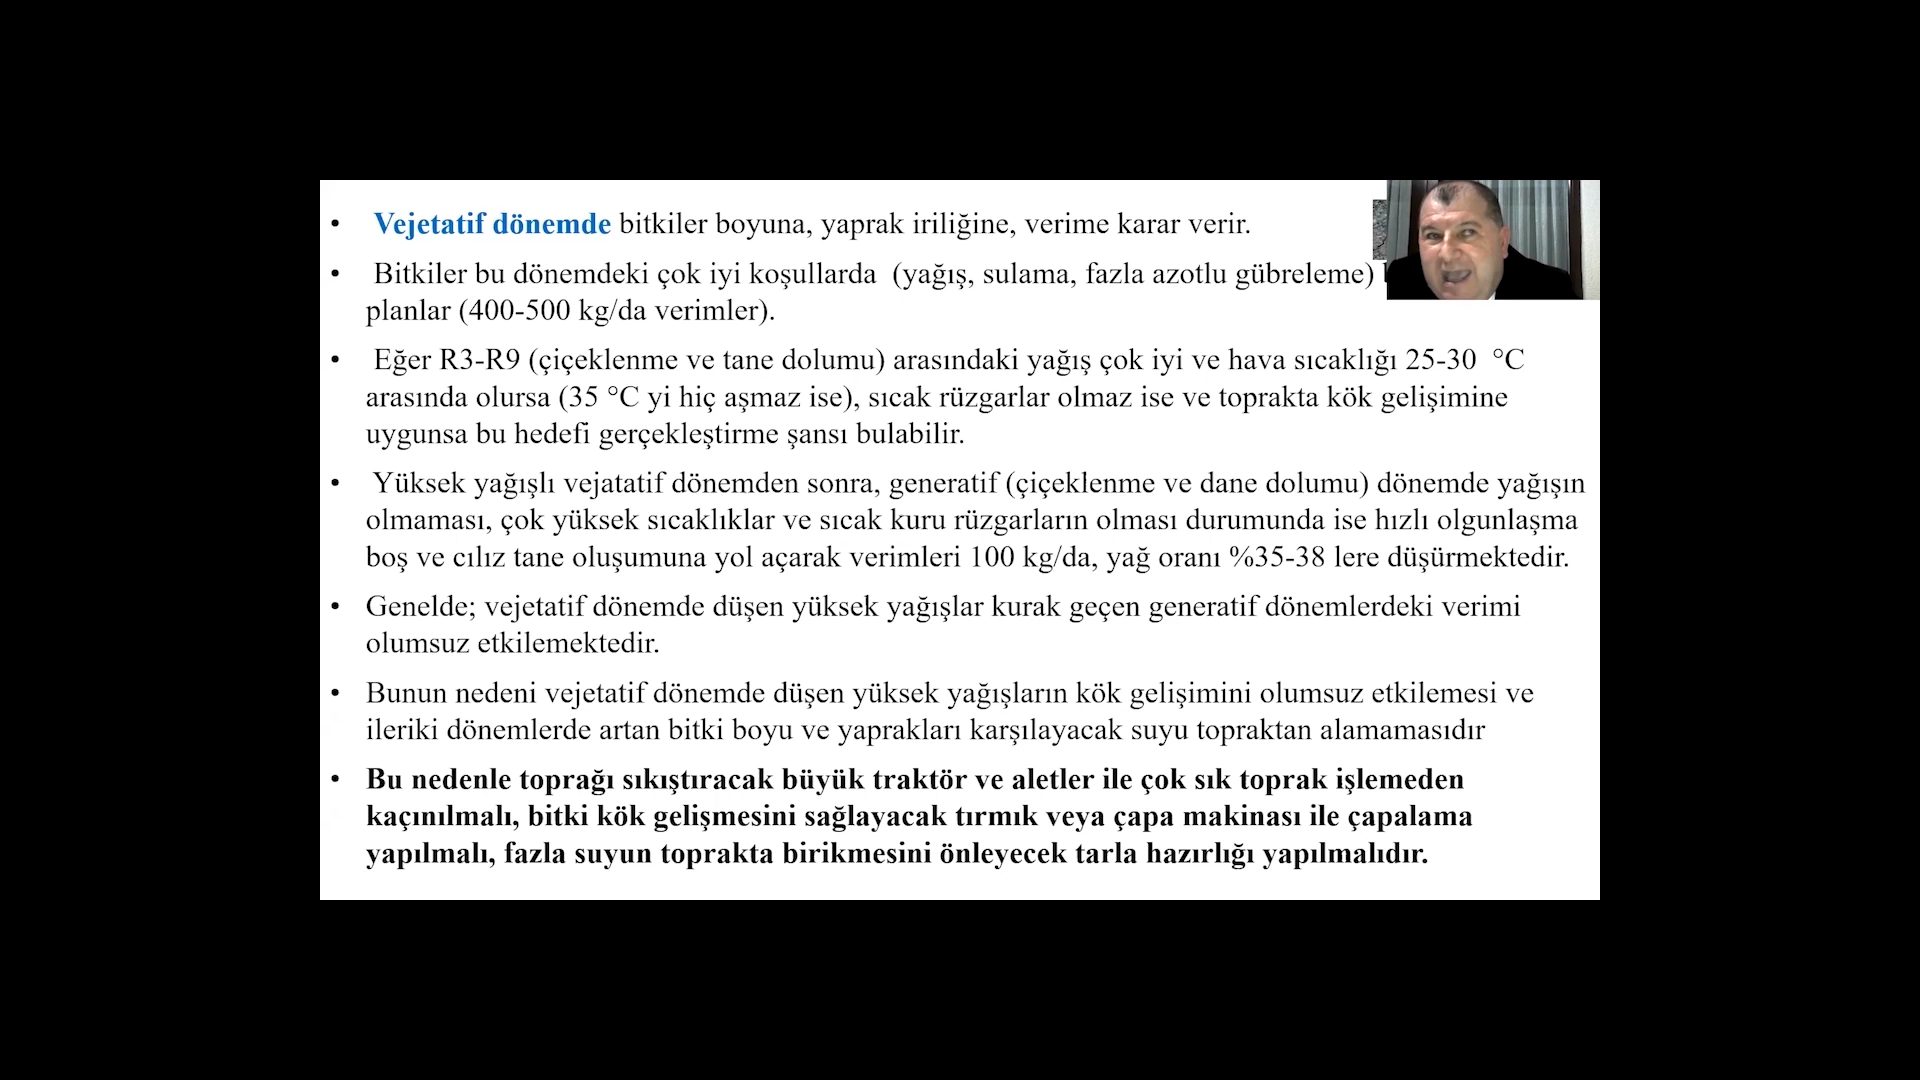 • Vejetatif dönemde bitkiler boyuna, yaprak iriliğine, verime karar verir.
• Bitkiler bu dönemdeki çok iyi koşullarda (yağış, sulama, fazla azotlu gübreleme)
planlar (400-500 kg/da verimler).
• Eğer R3-R9 (çiçeklenme ve tane dolumu) arasındaki yağış çok iyi ve hava sıcaklığı 25-30 °C
arasında olursa (35 °C yi hiç aşmaz ise), sıcak rüzgarlar olmaz ise ve toprakta kök gelişimine
uygunsa bu hedefi gerçekleştirme şansı bulabilir.
• Yüksek yağışlı vejatatif dönemden sonra, generatif (çiçeklenme ve dane dolumu) dönemde yağışın
olmaması, çok yüksek sıcaklıklar ve sıcak kuru rüzgarların olması durumunda ise hızlı olgunlaşma
boş ve cılız tane oluşumuna yol açarak verimleri 100 kg/da, yağ oranı %35-38 lere düşürmektedir.
• Genelde; vejetatif dönemde düşen yüksek yağışlar kurak geçen generatif dönemlerdeki verimi
olumsuz etkilemektedir.
• Bunun nedeni vejetatif dönemde düşen yüksek yağışların kök gelişimini olumsuz etkilemesi ve
ileriki dönemlerde artan bitki boyu ve yaprakları karşılayacak suyu topraktan alamamasıdır
• Bu nedenle toprağı sıkıştıracak büyük traktör ve aletler ile çok sık toprak işlemeden
kaçınılmalı, bitki kök gelişmesini sağlayacak tırmık veya çapa makinası ile çapalama
yapılmalı, fazla suyun toprakta birikmesini önleyecek tarla hazırlığı yapılmalıdır.